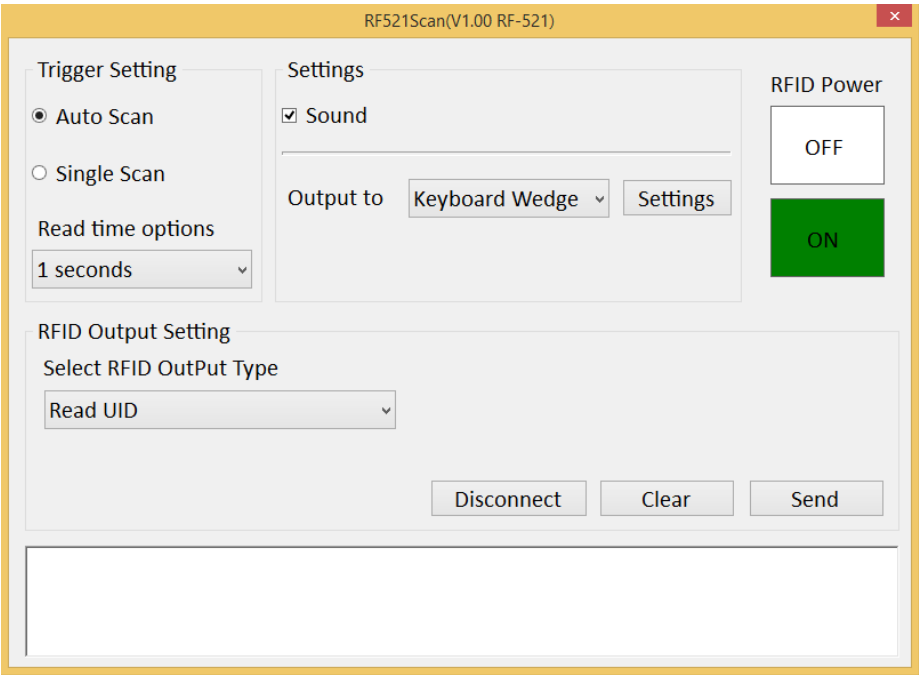 RF521Scan(V1.00 RF-521)
Trigger Setting
Auto Scan
Single Scan
Read time options
1 seconds
Settings
Sound
Output to
Keyboard Wedge
Settings
RFID Power
OFF
ON
RFID Output Setting
Select RFID OutPut Type
Read UID
Disconnect
Clear
Send